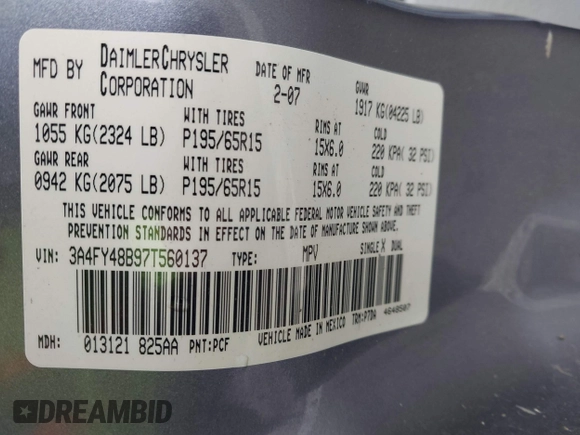 MFD BY DAIMLERCHRYSLER CORPORATION DATE OF MFR 2-07 GVWR 1917 KG(04225 LB)
GAWR FRONT WITH TIRES RIMS AT COLD
1055 KG(2324 LB) P195/65R15 15X6.0 220 KPA( 32 PSI)
GAWR REAR WITH TIRES RIMS AT COLD
0942 KG(2075 LB) P195/65R15 15X6.0 220 KPA( 32 PSI)
THIS VEHICLE CONFORMS TO ALL APPLICABLE FEDERAL MOTOR VEHICLE SAFETY AND THEFT
PREVENTION STANDARDS IN EFFECT ON THE DATE OF MANUFACTURE SHOWN ABOVE.
VIN: 3A4FY48B97T560137 TYPE: MPV SINGLE X DUAL
MDH: 013121 825AA PNT:PCF VEHICLE MADE IN MEXICO TRM:P7DA 4648507
DREAMBID